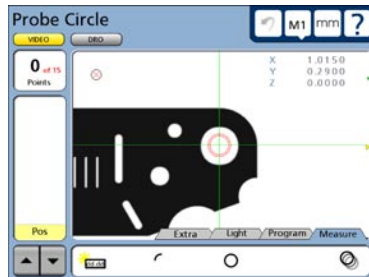 Probe Circle
M1 mm ?
VIDEO DRO
0 of 15
Points
X 1.0150
Y 0.2900
Z 0.0000
Pos
Extra Light Program Measure